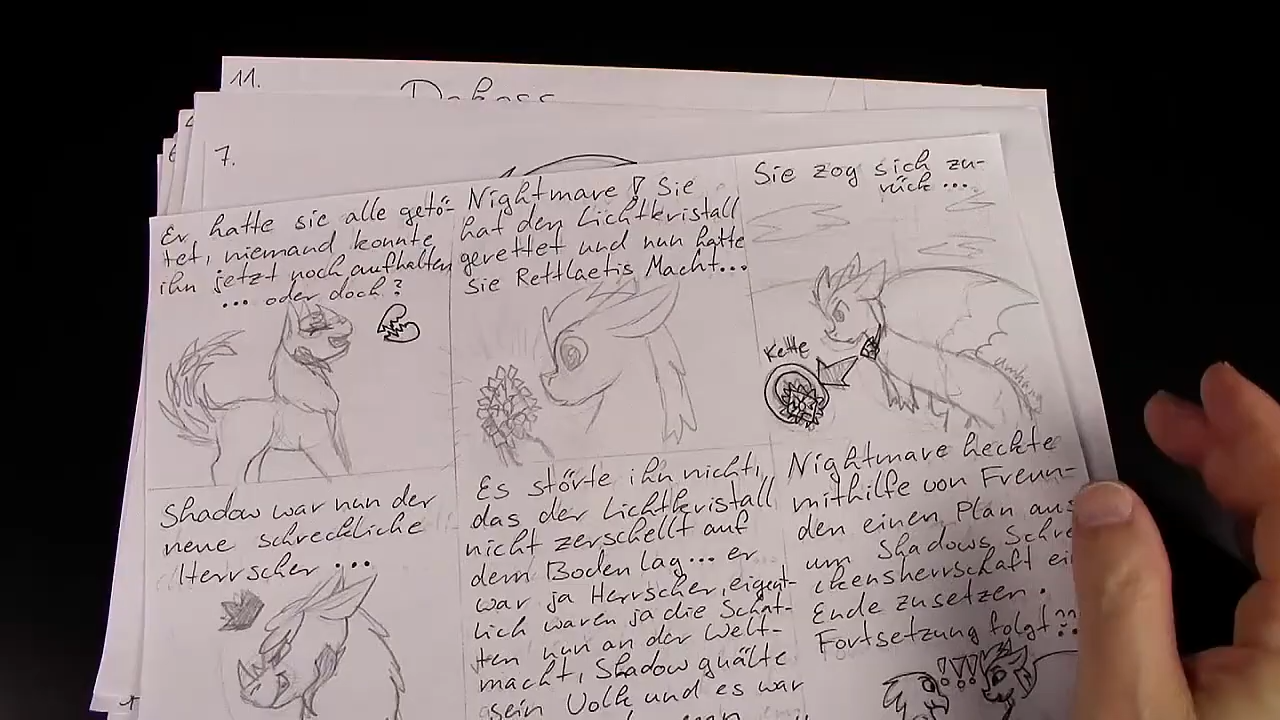 11.
7.
Er hatte sie alle getö-
tet, niemand konnte
ihn jetzt noch aufhalten
... oder doch?
Nightmare! Sie
hat den Lichtkristall
gerettet und nun hatte
sie Rettlaetis Macht...
Sie zog sich zu-
rück...
Kette
Shadow war nun der
neue schreckliche
Herrscher ...
Es störte ihn nicht,
das der Lichtkristall
nicht zerschellt auf
dem Boden lag... er
war ja Herrscher, eigent-
lich waren ja die Schat-
ten nun an der Welt-
macht, Shadow quälte
sein Volk und es war
Nightmare heckte
mithilfe von Freun-
den einen Plan aus
um Shadows Schre
ckensherrschaft ei
Ende zusetzen.
Fortsetzung folgt
!!!